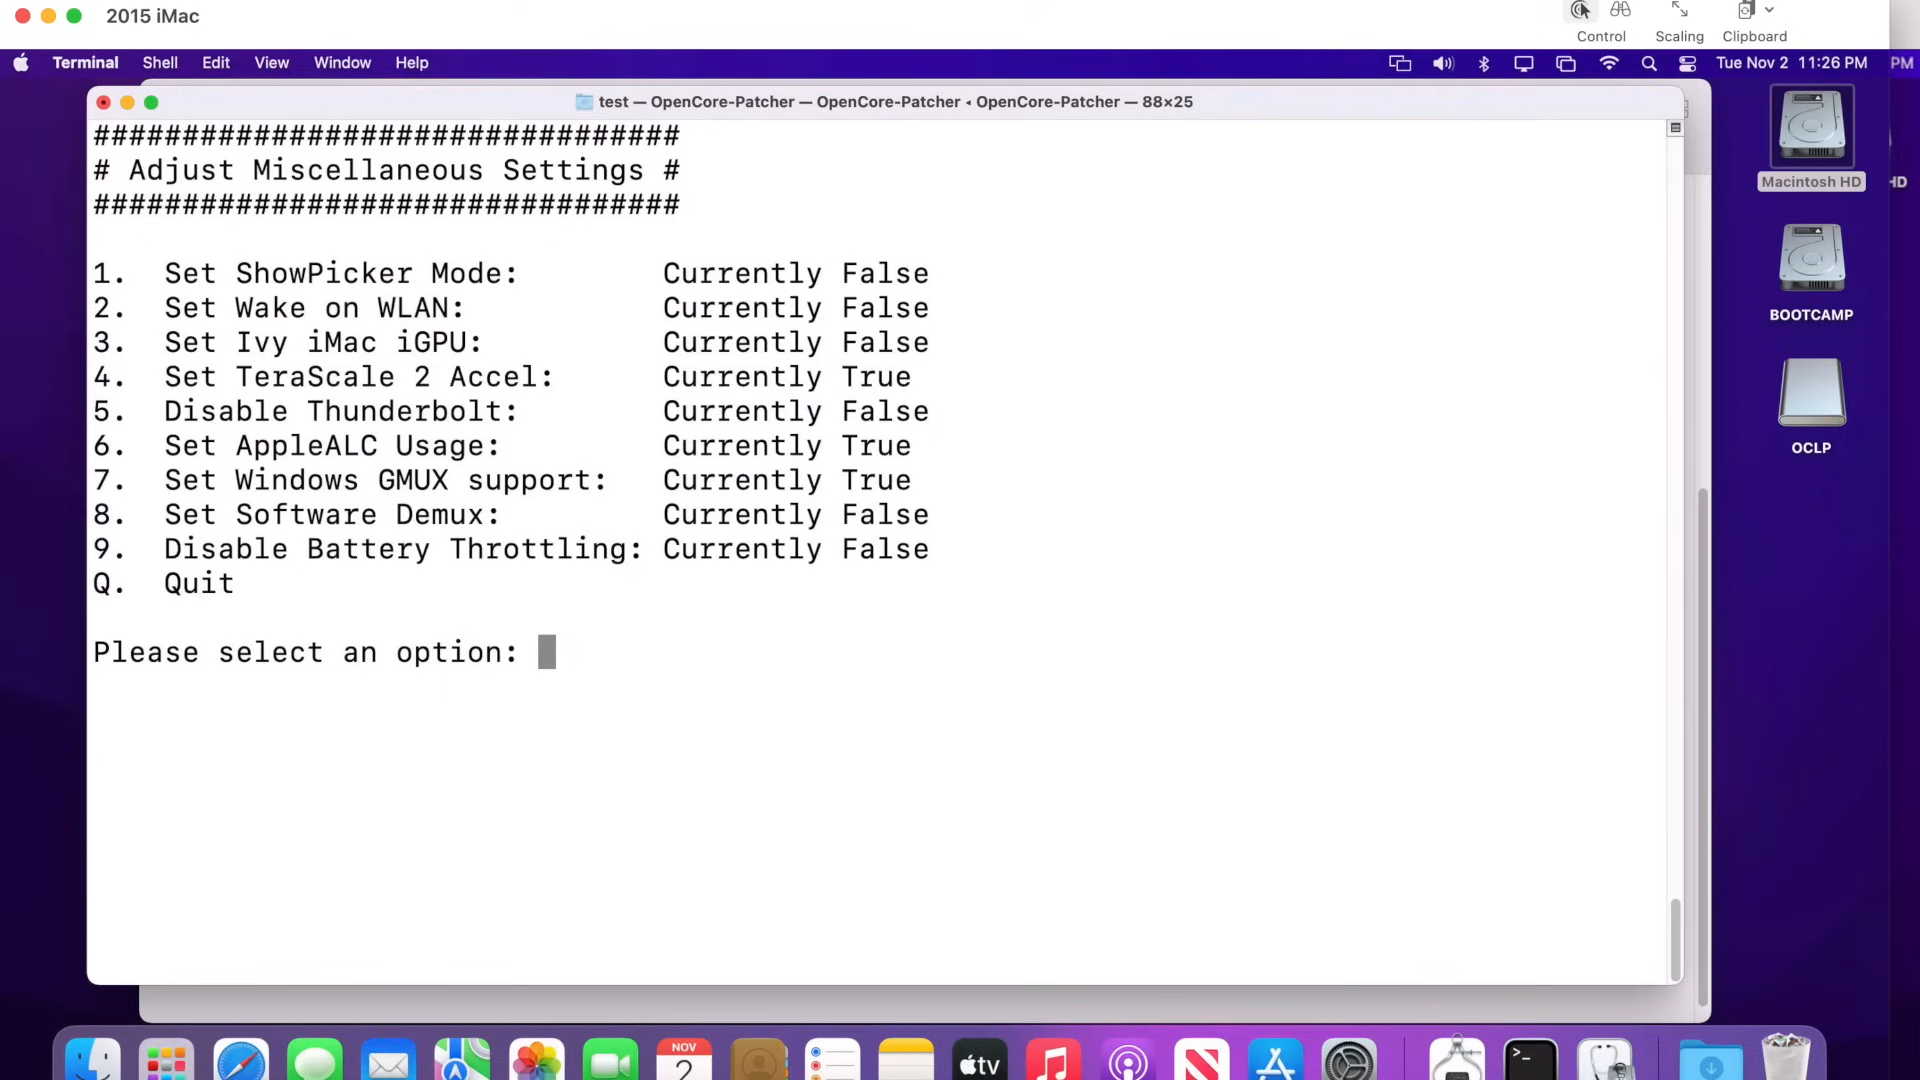 2015 iMac
Control Scaling Clipboard
Terminal Shell Edit View Window Help Tue Nov 2 11:26 PM PM
test — OpenCore-Patcher — OpenCore-Patcher ◂ OpenCore-Patcher — 88×25
#################################
# Adjust Miscellaneous Settings #
#################################
1. Set ShowPicker Mode: Currently False
2. Set Wake on WLAN: Currently False
3. Set Ivy iMac iGPU: Currently False
4. Set TeraScale 2 Accel: Currently True
5. Disable Thunderbolt: Currently False
6. Set AppleALC Usage: Currently True
7. Set Windows GMUX support: Currently True
8. Set Software Demux: Currently False
9. Disable Battery Throttling: Currently False
Q. Quit
Please select an option:
Macintosh HD
HD
BOOTCAMP
OCLP
NOV
2
tv
>_